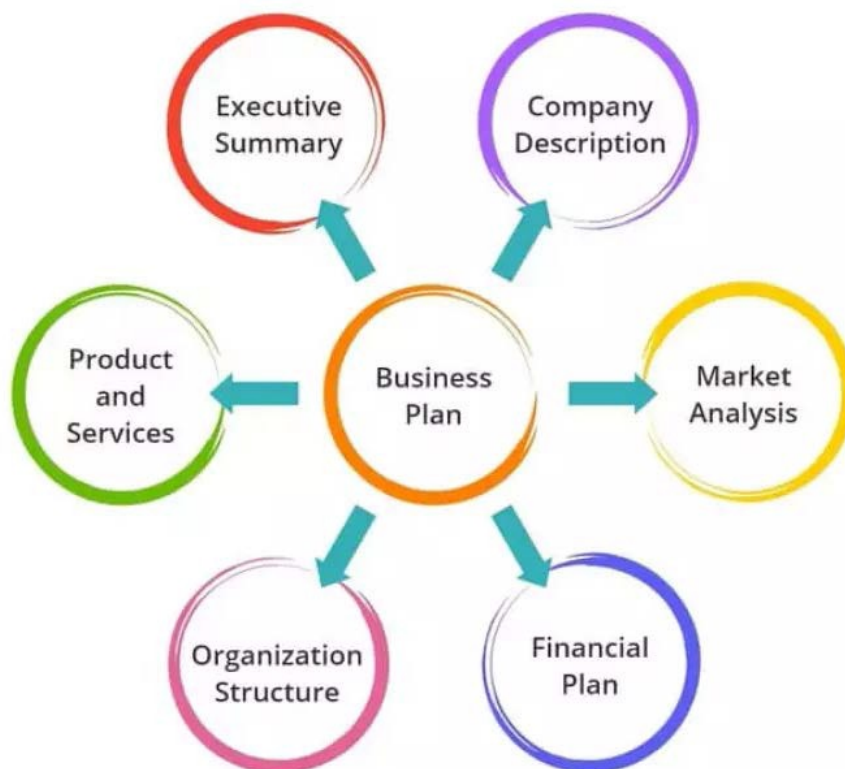 Executive
Summary
Company
Description
Product
and
Services
Business
Plan
Market
Analysis
Organization
Structure
Financial
Plan